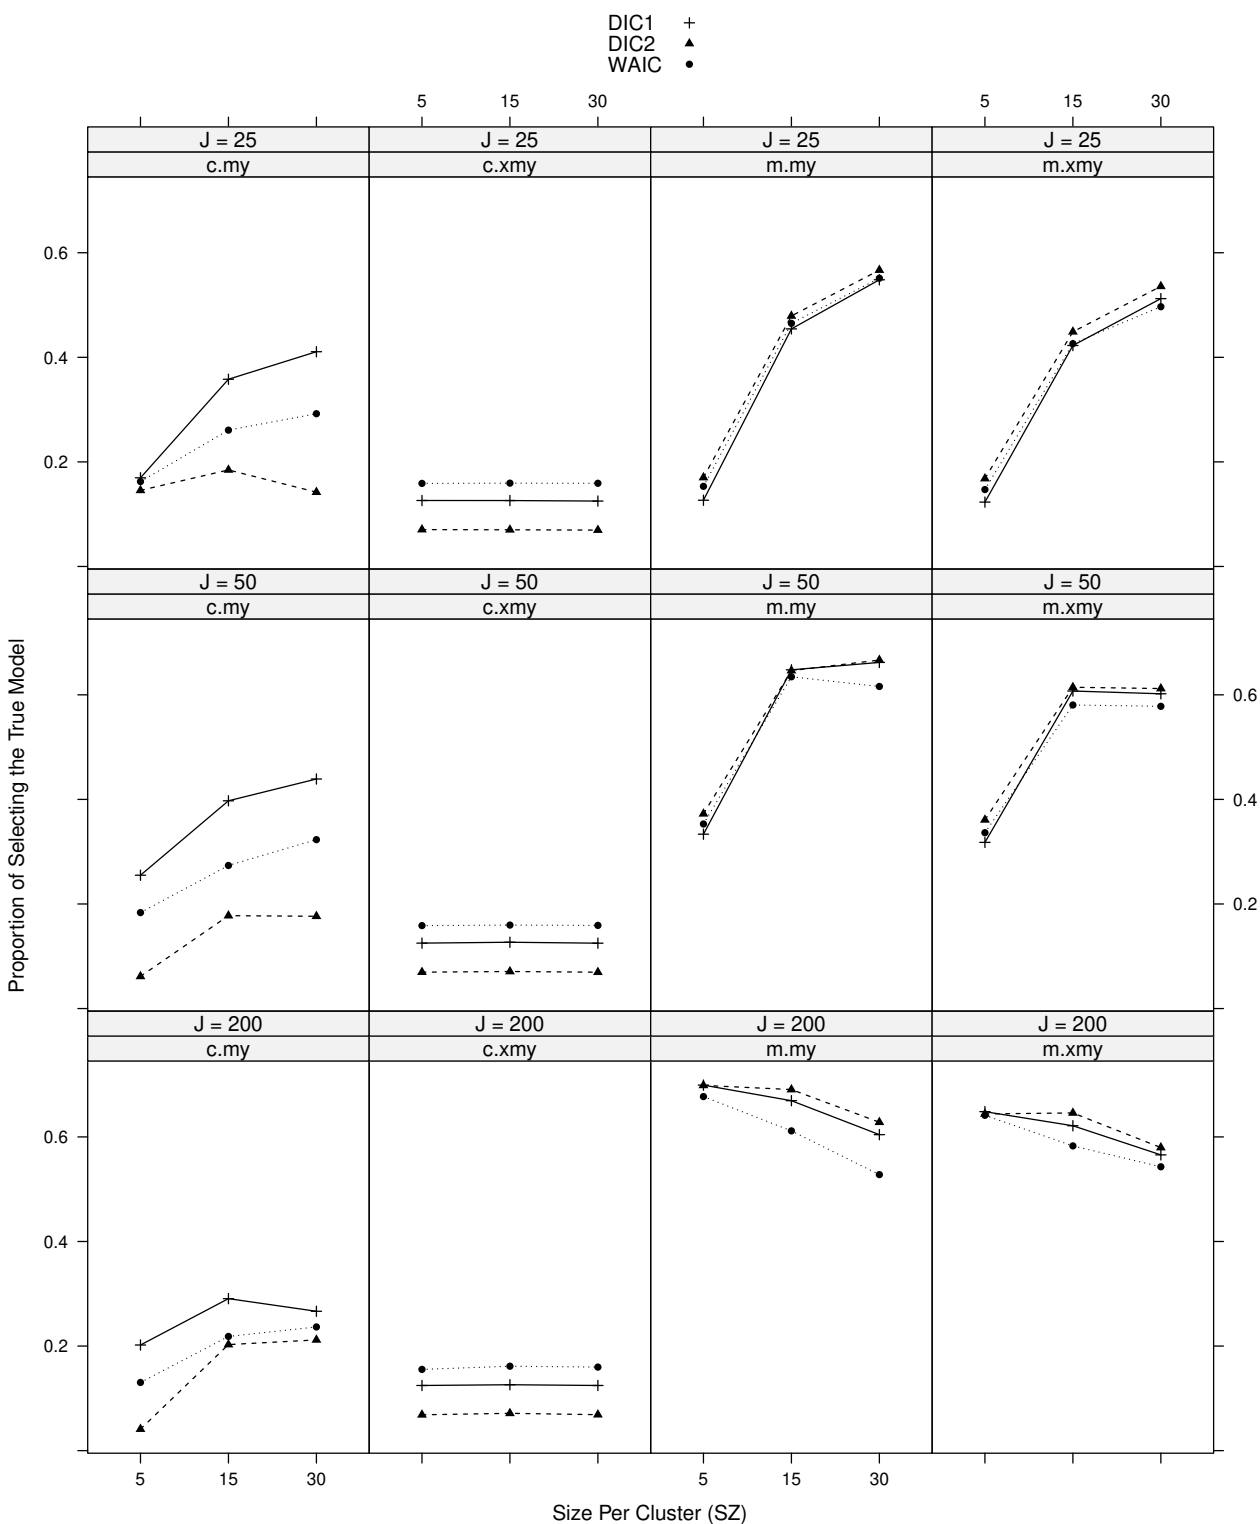 DIC1
DIC2
WAIC
5 15 30 5 15 30
J = 25 J = 25 J = 25 J = 25
c.my c.xmy m.my m.xmy
0.6
0.4
0.2
J = 50 J = 50 J = 50 J = 50
c.my c.xmy m.my m.xmy
0.6
0.4
0.2
Proportion of Selecting the True Model
J = 200 J = 200 J = 200 J = 200
c.my c.xmy m.my m.xmy
0.6
0.4
0.2
5 15 30 5 15 30
Size Per Cluster (SZ)